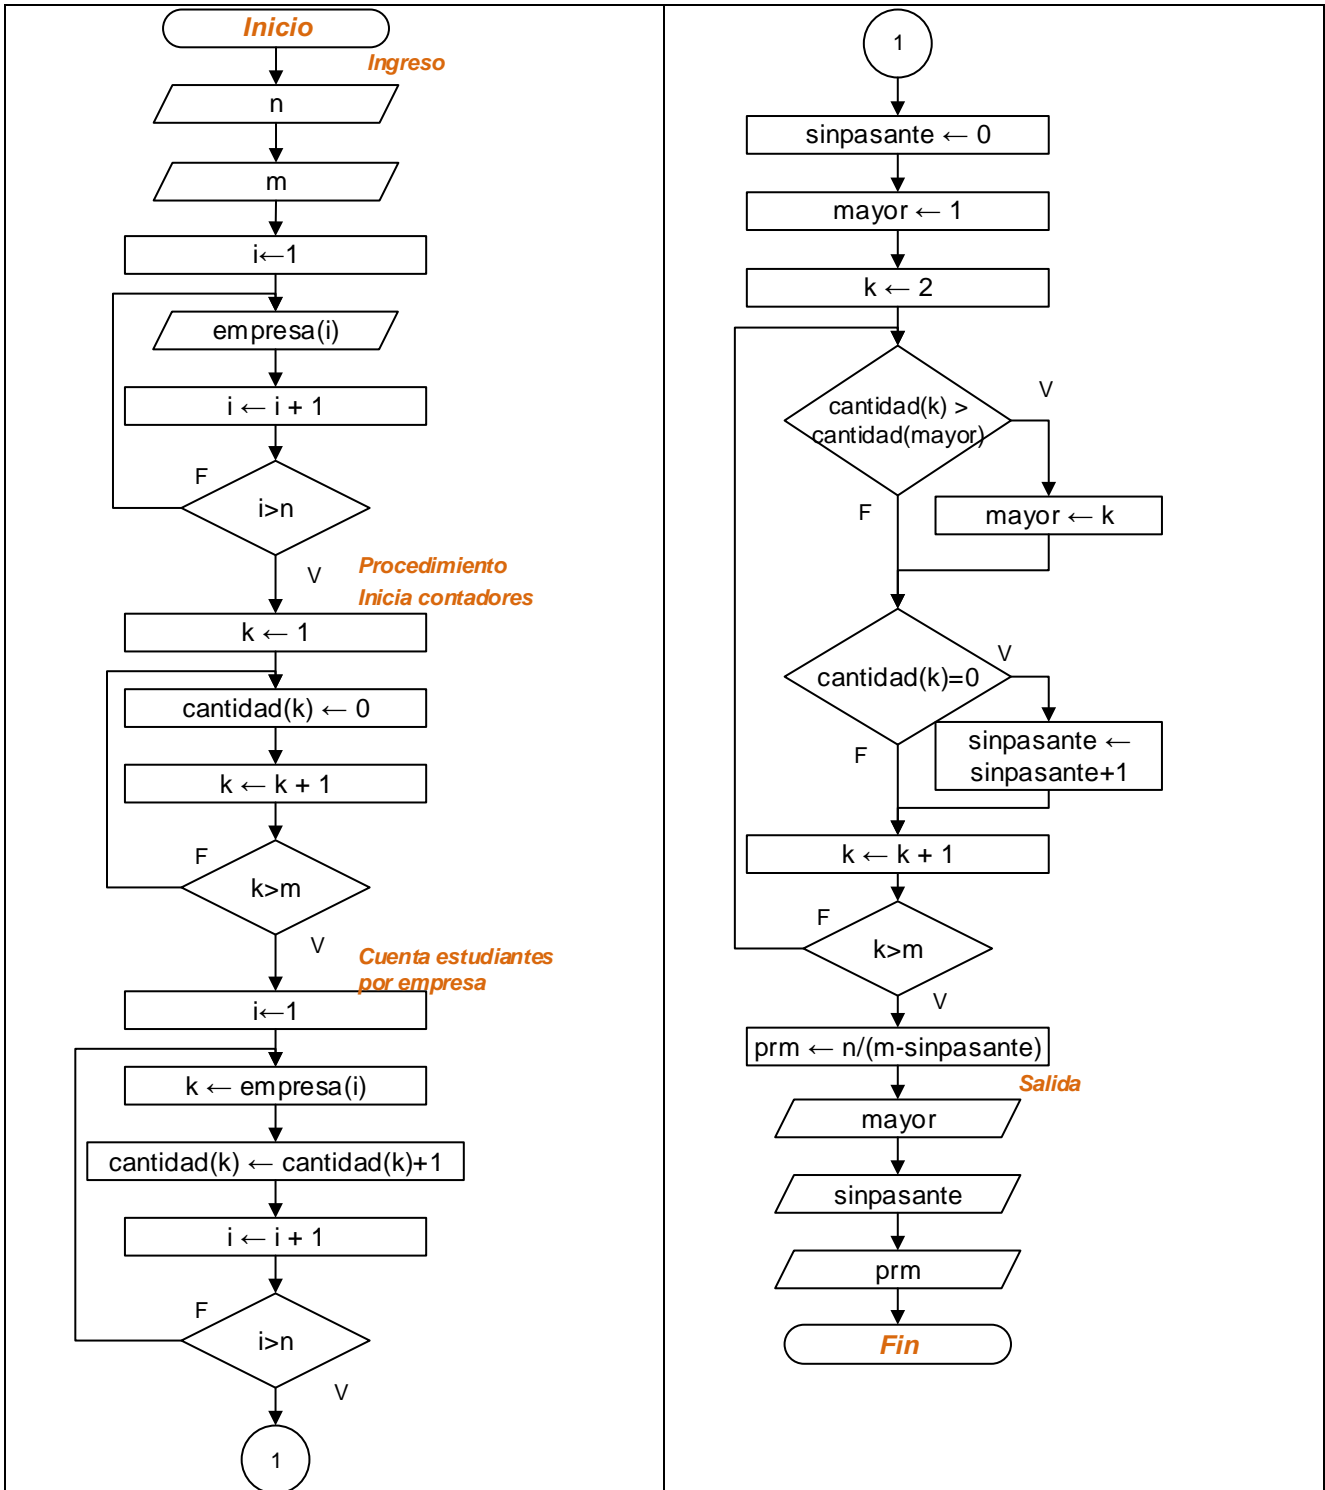 Inicio
Ingreso
n
m
i←1
empresa(i)
i ← i + 1
F
i>n
V
Procedimiento
Inicia contadores
k ← 1
cantidad(k) ← 0
k ← k + 1
F
k>m
V
Cuenta estudiantes
por empresa
i←1
k ← empresa(i)
cantidad(k) ← cantidad(k)+1
i ← i + 1
F
i>n
V
1
1
sinpasante ← 0
mayor ← 1
k ← 2
V
cantidad(k) >
cantidad(mayor)
F
mayor ← k
V
cantidad(k)=0
F
sinpasante ←
sinpasante+1
k ← k + 1
F
k>m
V
prm ← n/(m-sinpasante)
Salida
mayor
sinpasante
prm
Fin